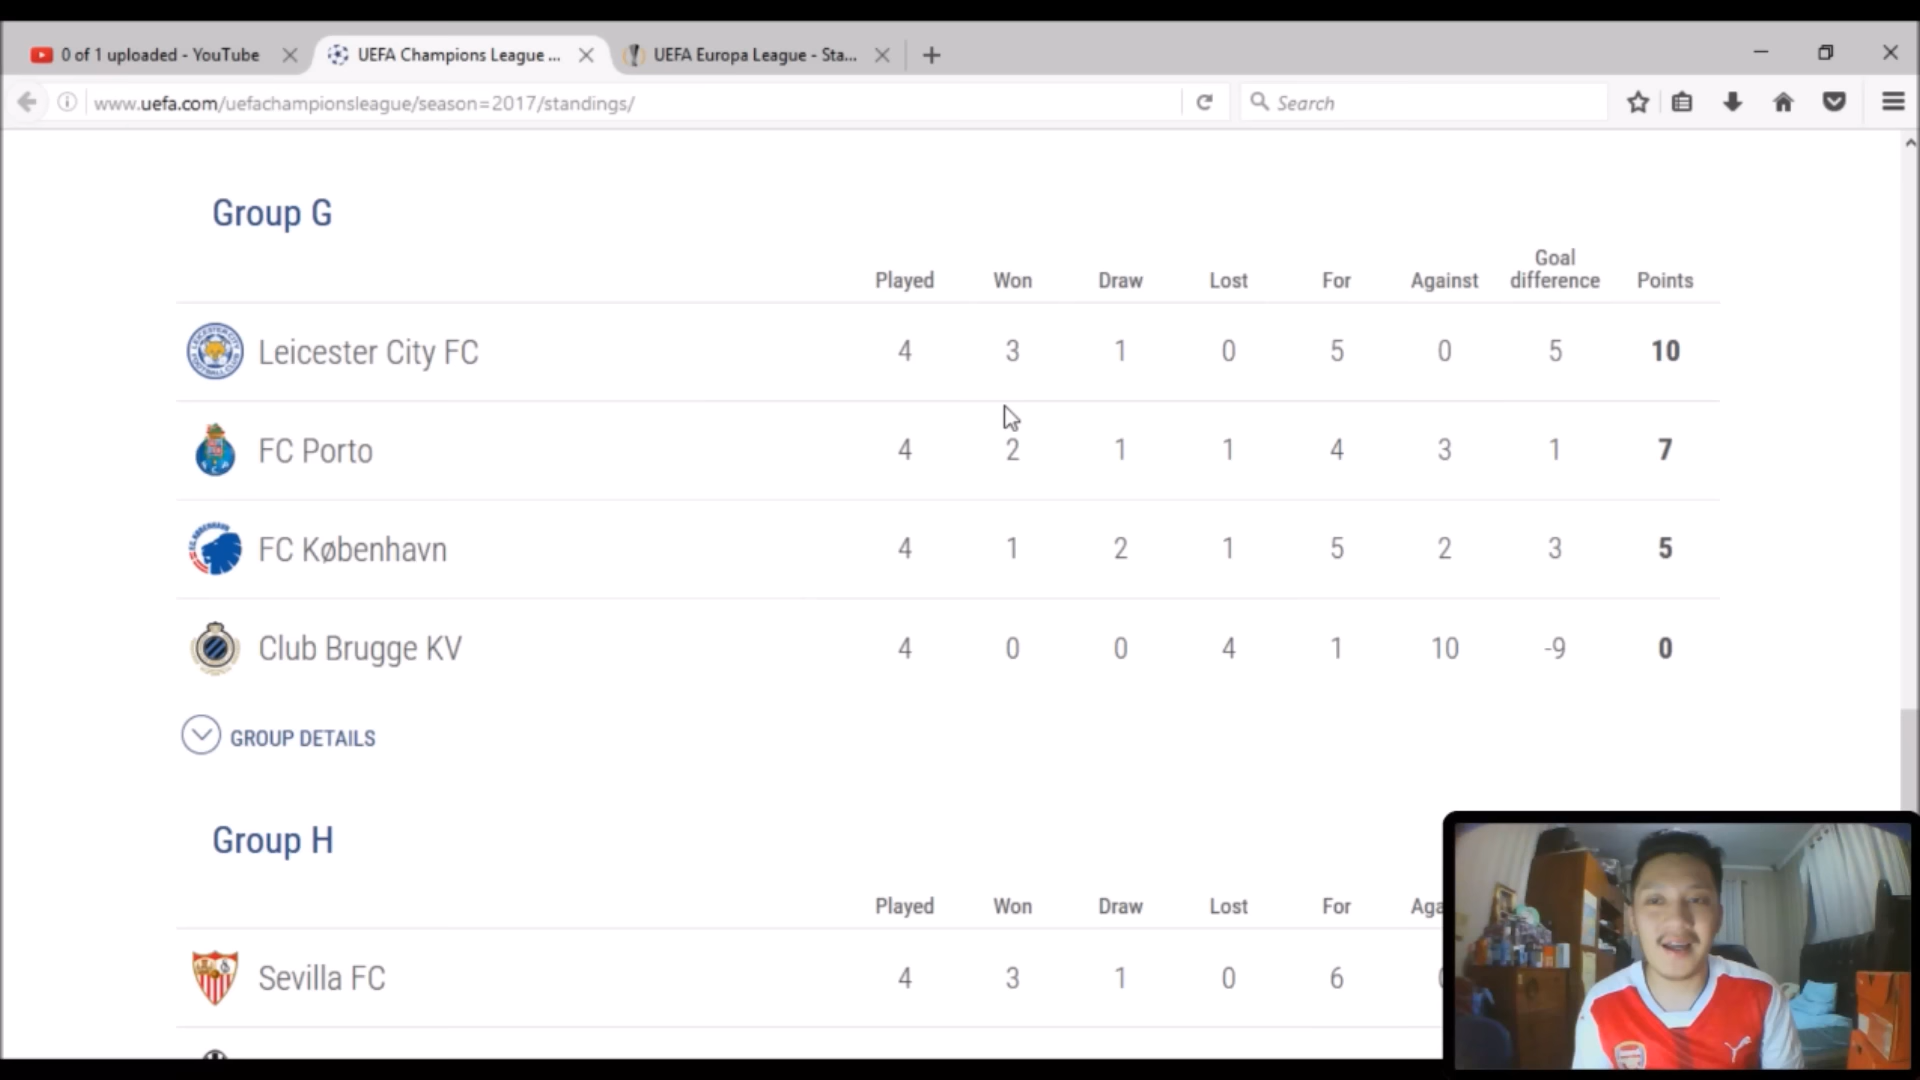 0 of 1 uploaded - YouTube
UEFA Champions League ...
UEFA Europa League - Sta...
www.uefa.com/uefachampionsleague/season=2017/standings/
Search
Group G
Played Won Draw Lost For Against Goal difference Points
Leicester City FC 4 3 1 0 5 0 5 10
FC Porto 4 2 1 1 4 3 1 7
FC København 4 1 2 1 5 2 3 5
Club Brugge KV 4 0 0 4 1 10 -9 0
GROUP DETAILS
Group H
Played Won Draw Lost For Aga
Sevilla FC 4 3 1 0 6